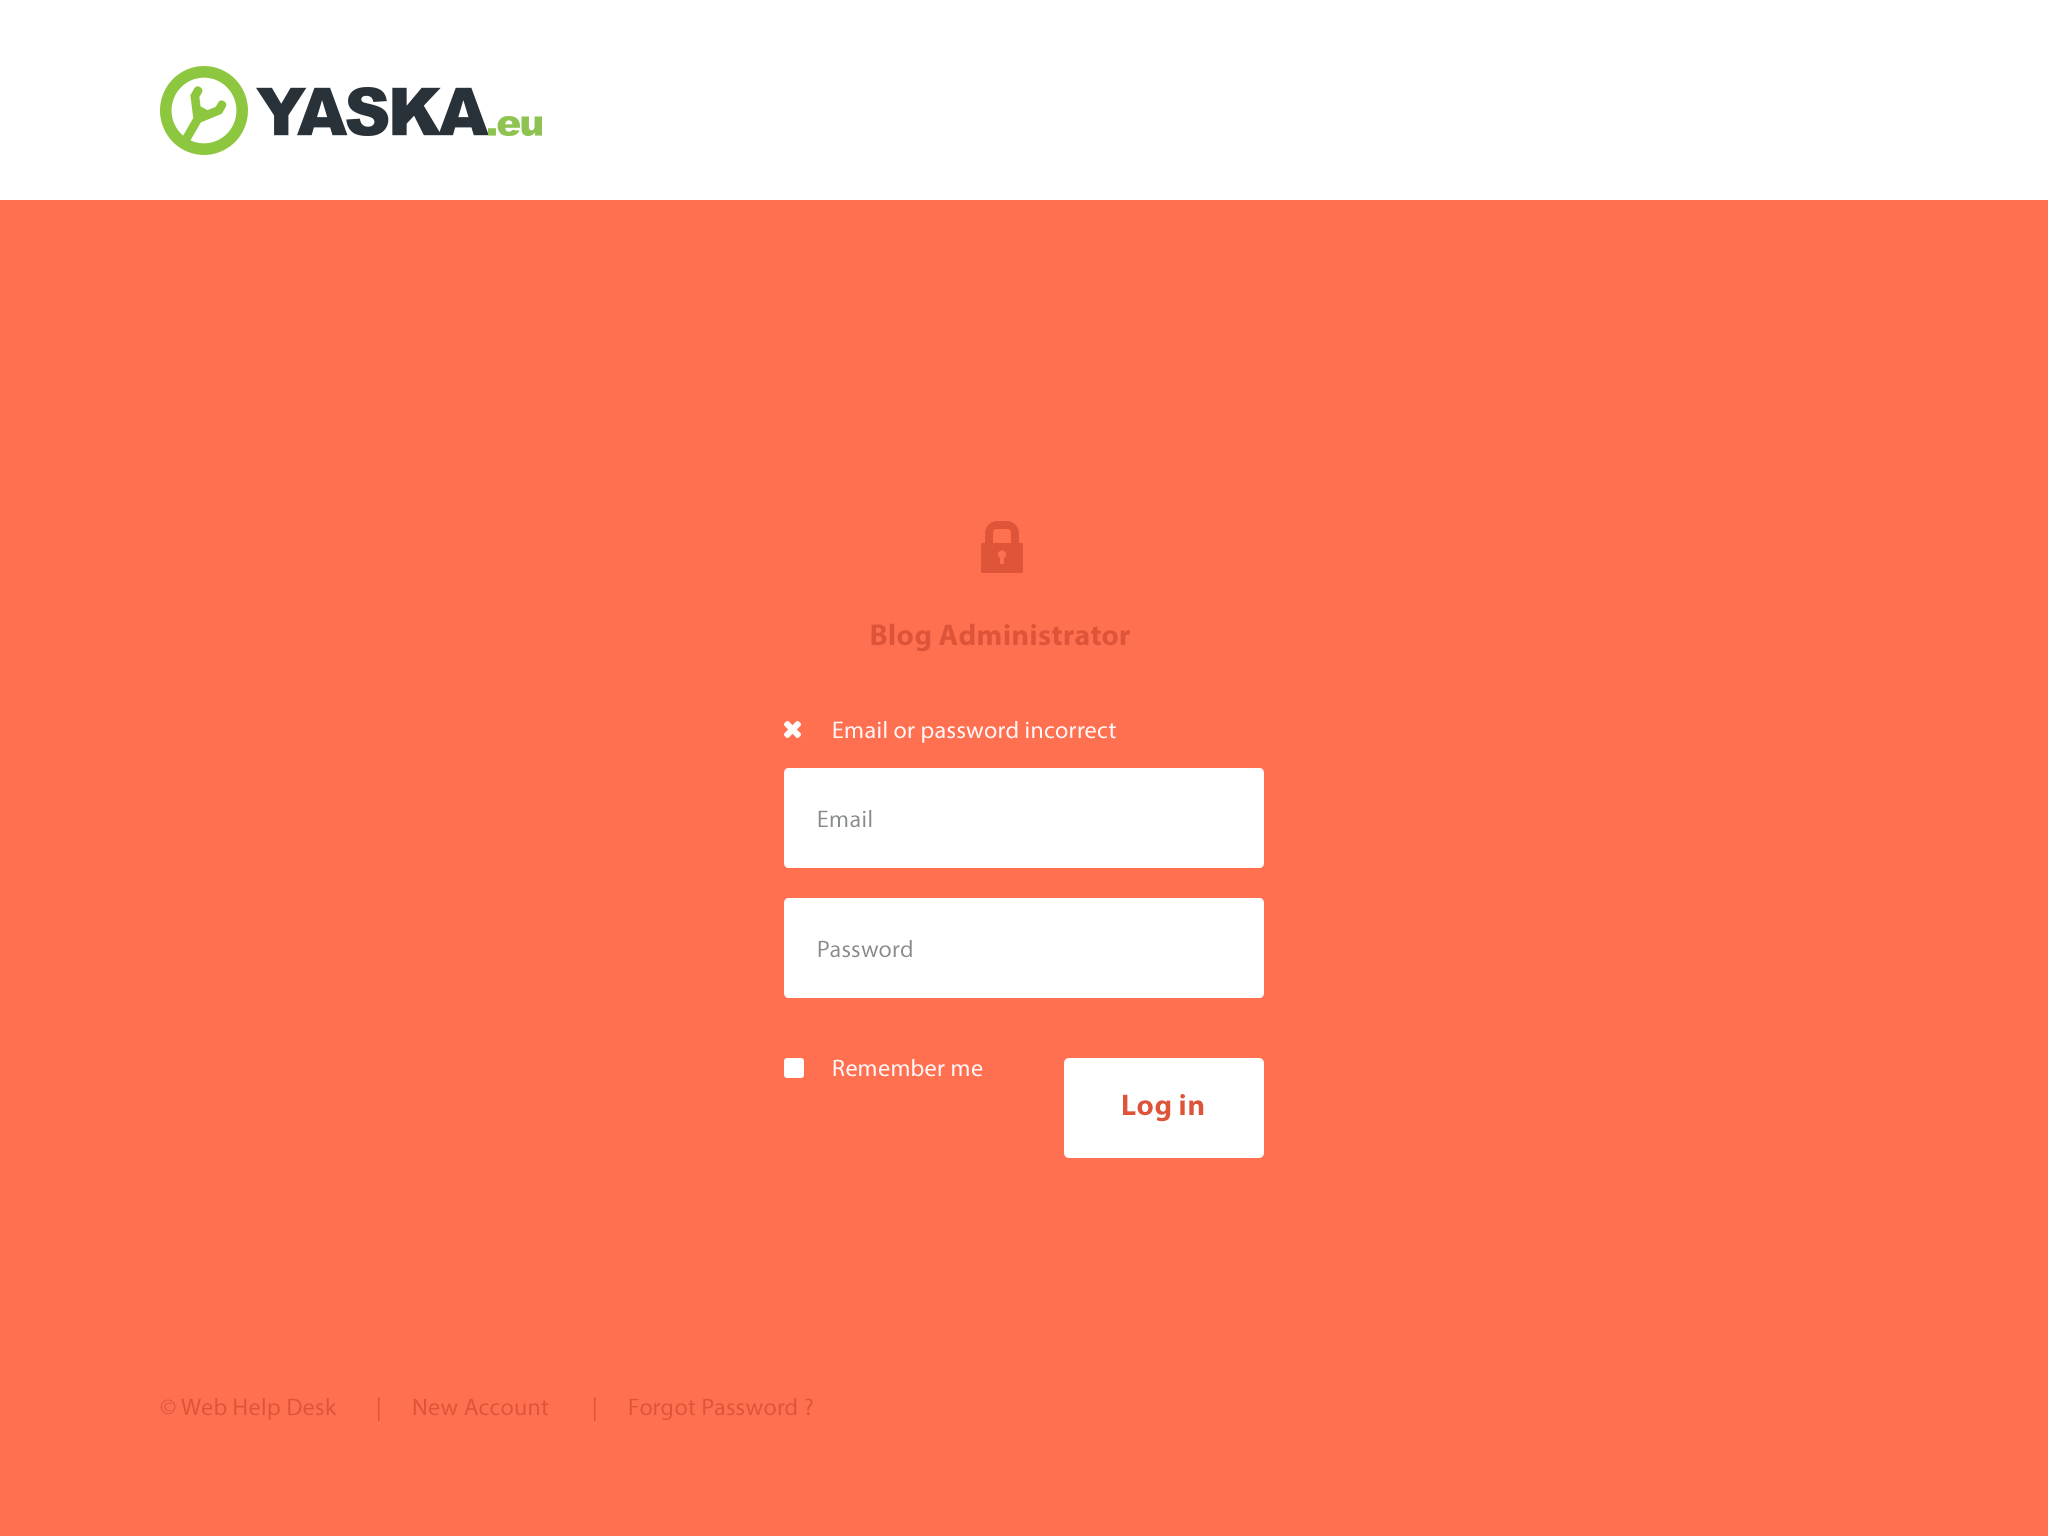 YASKA.eu
Blog Administrator
Email or password incorrect
Email
Password
Remember me
Log in
© Web Help Desk | New Account | Forgot Password ?